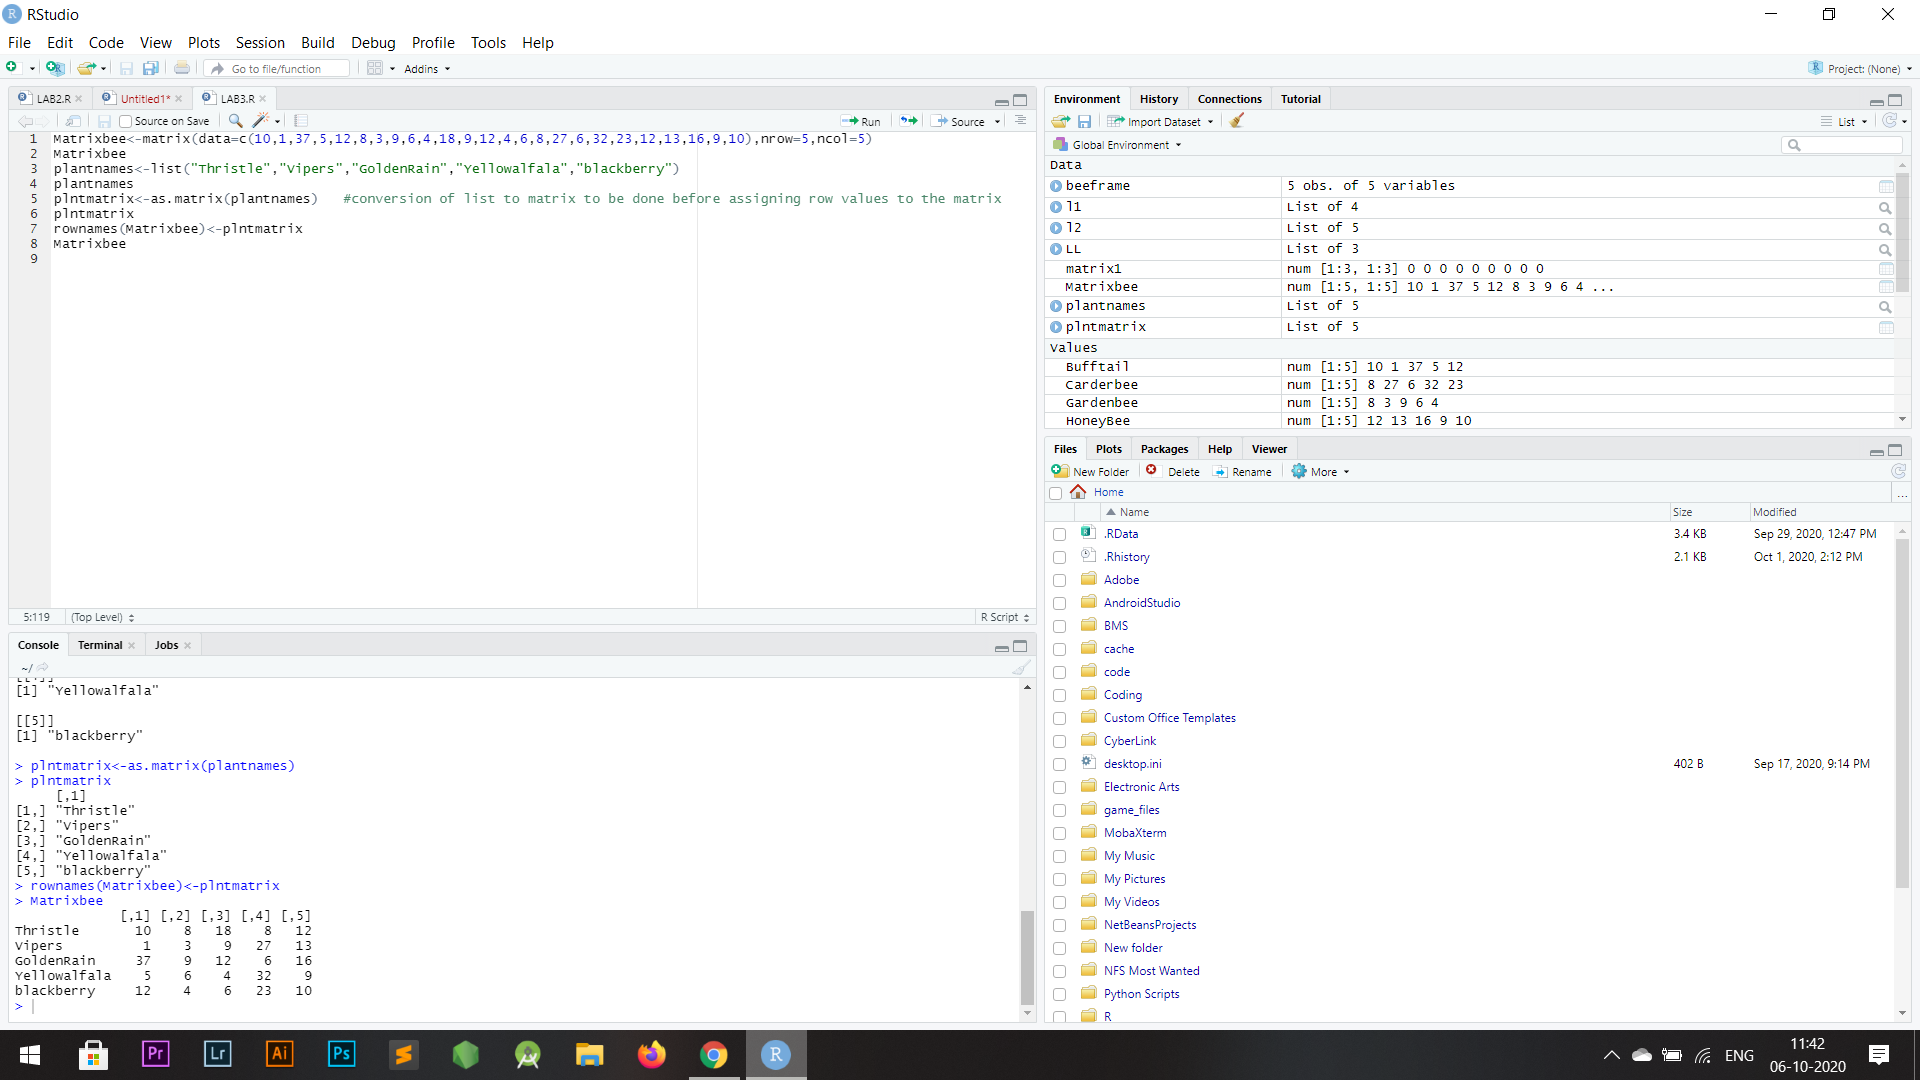 RStudio
File Edit Code View Plots Session Build Debug Profile Tools Help
Go to file/function Addins Project: (None)
LAB2.R Untitled1* LAB3.R
Source on Save Run Source
1 Matrixbee<-matrix(data=c(10,1,37,5,12,8,3,9,6,4,18,9,12,4,6,8,27,6,32,23,12,13,16,9,10),nrow=5,ncol=5)
2 Matrixbee
3 plantnames<-list("Thristle","Vipers","GoldenRain","Yellowalfala","blackberry")
4 plantnames
5 plntmatrix<-as.matrix(plantnames) #conversion of list to matrix to be done before assigning row values to the matrix
6 plntmatrix
7 rownames(Matrixbee)<-plntmatrix
8 Matrixbee
9
5:119 (Top Level) R Script
Console Terminal Jobs
~/
[[4]]
[1] "Yellowalfala"
[[5]]
[1] "blackberry"
> plntmatrix<-as.matrix(plantnames)
> plntmatrix
[,1]
[1,] "Thristle"
[2,] "Vipers"
[3,] "GoldenRain"
[4,] "Yellowalfala"
[5,] "blackberry"
> rownames(Matrixbee)<-plntmatrix
> Matrixbee
[,1] [,2] [,3] [,4] [,5]
Thristle 10 8 18 8 12
Vipers 1 3 9 27 13
GoldenRain 37 9 12 6 16
Yellowalfala 5 6 4 32 9
blackberry 12 4 6 23 10
>
Environment History Connections Tutorial
Import Dataset List
Global Environment
Data
beeframe 5 obs. of 5 variables
l1 List of 4
l2 List of 5
LL List of 3
matrix1 num [1:3, 1:3] 0 0 0 0 0 0 0 0 0
Matrixbee num [1:5, 1:5] 10 1 37 5 12 8 3 9 6 4 ...
plantnames List of 5
plntmatrix List of 5
Values
Bufftail num [1:5] 10 1 37 5 12
Carderbee num [1:5] 8 27 6 32 23
Gardenbee num [1:5] 8 3 9 6 4
HoneyBee num [1:5] 12 13 16 9 10
Files Plots Packages Help Viewer
New Folder Delete Rename More
Home ...
Name Size Modified
.RData 3.4 KB Sep 29, 2020, 12:47 PM
.Rhistory 2.1 KB Oct 1, 2020, 2:12 PM
Adobe
AndroidStudio
BMS
cache
code
Coding
Custom Office Templates
CyberLink
desktop.ini 402 B Sep 17, 2020, 9:14 PM
Electronic Arts
game_files
MobaXterm
My Music
My Pictures
My Videos
NetBeansProjects
New folder
NFS Most Wanted
Python Scripts
R
Pr Lr Ai Ps R
ENG
11:42
06-10-2020